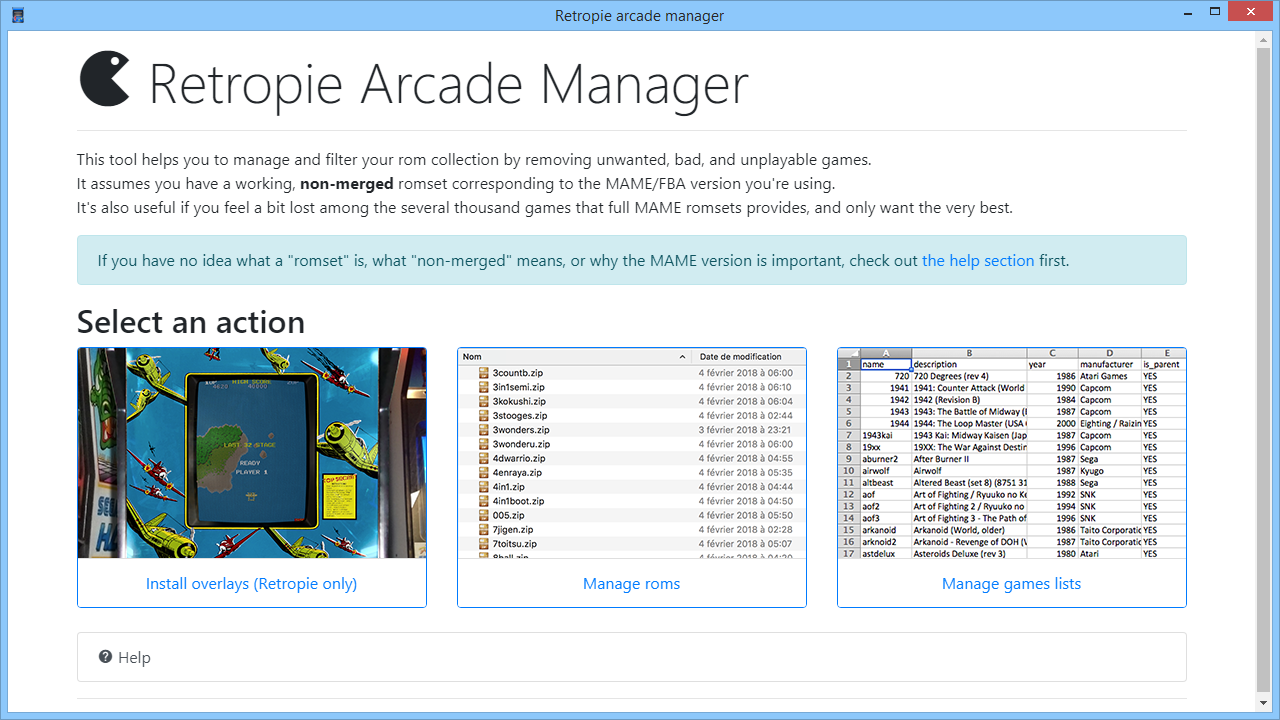 Retropie arcade manager
Retropie Arcade Manager
This tool helps you to manage and filter your rom collection by removing unwanted, bad, and unplayable games.
It assumes you have a working, non-merged romset corresponding to the MAME/FBA version you're using.
It's also useful if you feel a bit lost among the several thousand games that full MAME romsets provides, and only want the very best.
If you have no idea what a "romset" is, what "non-merged" means, or why the MAME version is important, check out the help section first.
Select an action
HIGH SCORE
LAST 32 STAGE
READY
PLAYER 1
Install overlays (Retropie only)
Nom Date de modification
3countb.zip 4 février 2018 à 06:00
3in1semi.zip 4 février 2018 à 06:10
3kokushi.zip 4 février 2018 à 06:04
3stooges.zip 4 février 2018 à 02:44
3wonders.zip 3 février 2018 à 23:21
3wonderu.zip 4 février 2018 à 06:00
4dwarrio.zip 4 février 2018 à 04:55
4enraya.zip 4 février 2018 à 05:35
4in1.zip 4 février 2018 à 04:44
4in1boot.zip 4 février 2018 à 04:50
005.zip 4 février 2018 à 05:50
7jigen.zip 4 février 2018 à 02:28
7toitsu.zip 4 février 2018 à 05:07
8ball.zip 4 février 2018 à 04:20
Manage roms
A B C D E
1 name description year manufacturer is_parent
2 720 720 Degrees (rev 4) 1986 Atari Games YES
3 1941 1941: Counter Attack (World 1990 Capcom YES
4 1942 1942 (Revision B) 1984 Capcom YES
5 1943 1943: The Battle of Midway (I 1987 Capcom YES
6 1944 1944: The Loop Master (USA 2000 Eighting / Raizin YES
7 1943kai 1943 Kai: Midway Kaisen (Jap 1987 Capcom YES
8 19xx 19XX: The War Against Destin 1996 Capcom YES
9 aburner2 After Burner II 1987 Sega YES
10 airwolf Airwolf 1987 Kyugo YES
11 altbeast Altered Beast (set 8) (8751 31 1988 Sega YES
12 aof Art of Fighting / Ryuuko no Ke 1992 SNK YES
13 aof2 Art of Fighting 2 / Ryuuko no 1994 SNK YES
14 aof3 Art of Fighting 3 - The Path of 1996 SNK YES
15 arkanoid Arkanoid (World, older) 1986 Taito Corporatic YES
16 arknoid2 Arkanoid - Revenge of DOH (V 1987 Taito Corporatic YES
17 astdelux Asteroids Deluxe (rev 3) 1980 Atari YES
Manage games lists
Help